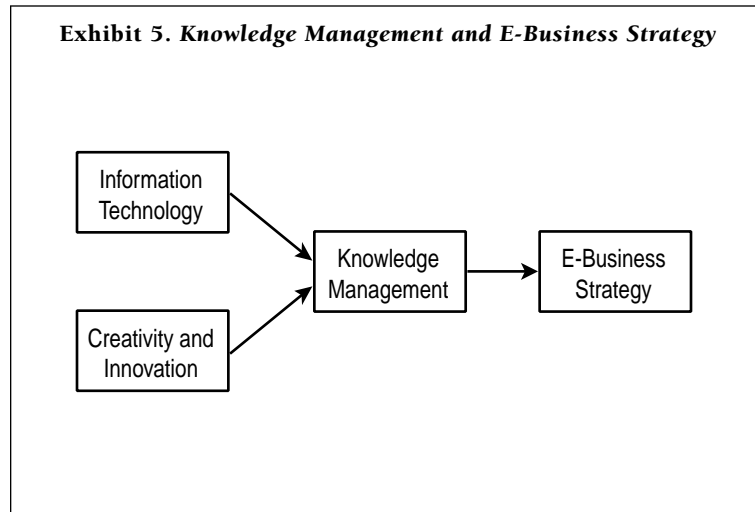 Exhibit 5. Knowledge Management and E-Business Strategy
Information
Technology
Knowledge
Management
E-Business
Strategy
Creativity and
Innovation